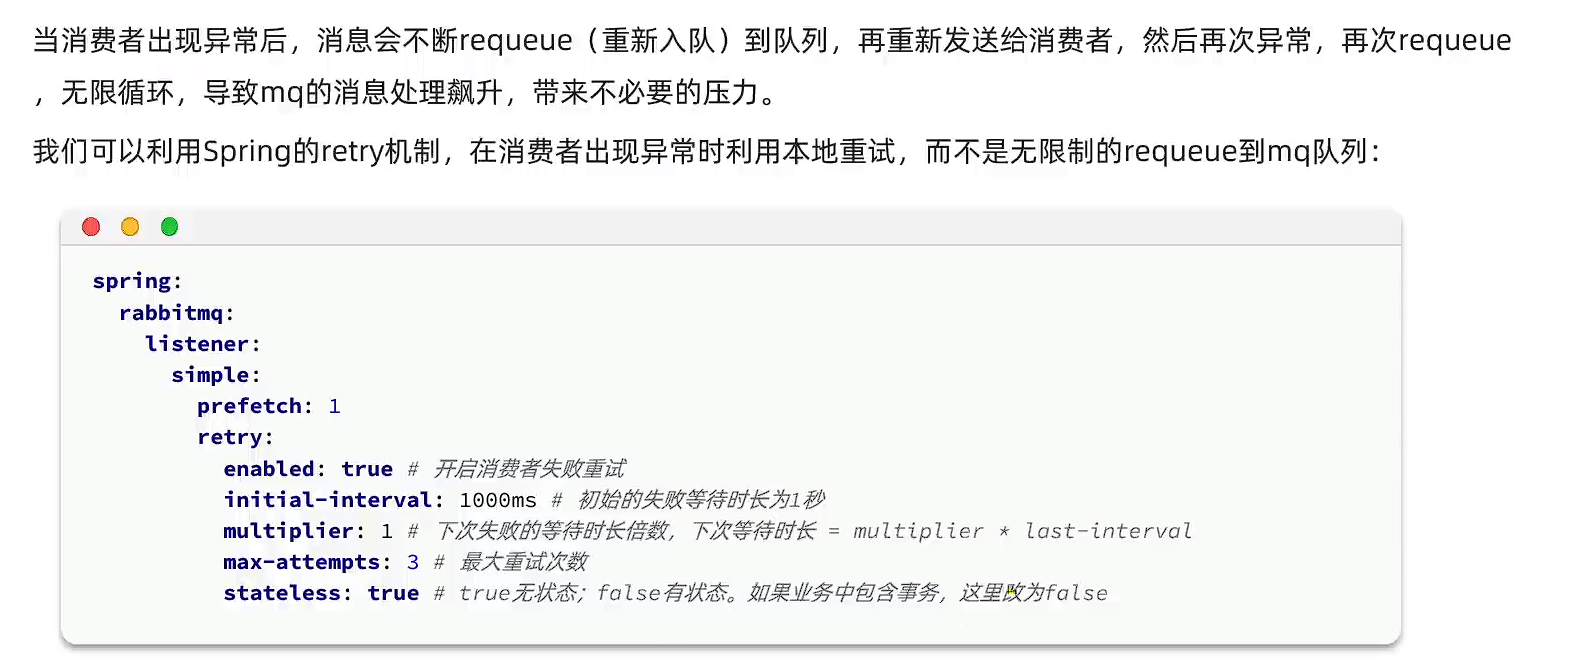 当消费者出现异常后，消息会不断requeue（重新入队）到队列，再重新发送给消费者，然后再次异常，再次requeue
，无限循环，导致mq的消息处理飙升，带来不必要的压力。
我们可以利用Spring的retry机制，在消费者出现异常时利用本地重试，而不是无限制的requeue到mq队列：
spring:
  rabbitmq:
    listener:
      simple:
        prefetch: 1
        retry:
          enabled: true # 开启消费者失败重试
          initial-interval: 1000ms # 初始的失败等待时长为1秒
          multiplier: 1 # 下次失败的等待时长倍数，下次等待时长 = multiplier * last-interval
          max-attempts: 3 # 最大重试次数
          stateless: true # true无状态；false有状态。如果业务中包含事务，这里改为false